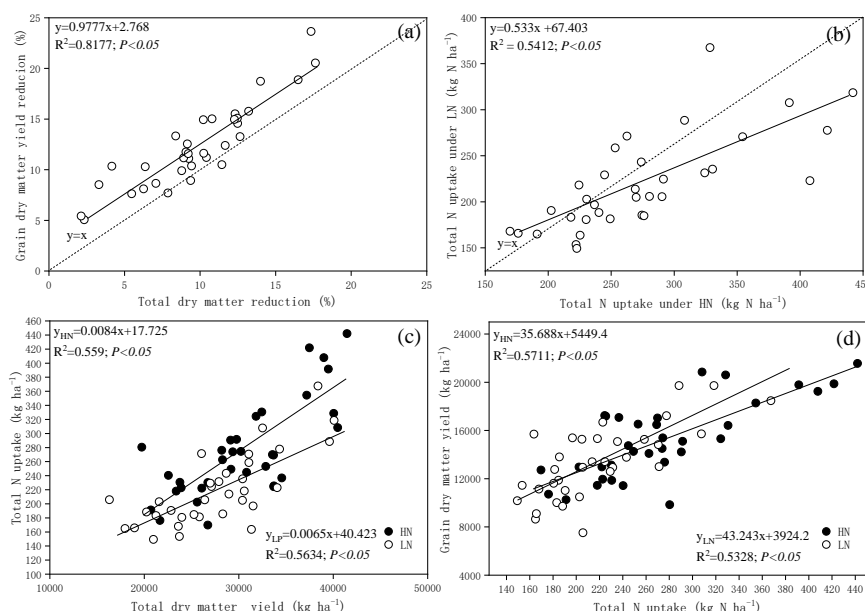 y=0.9777x+2.768
R²=0.8177; P<0.05
(a)
25
20
15
10
5
0
Grain dry matter yield reducion (%)
y=x
0 5 10 15 20 25
Total dry matter reduction (%)
y=0.533x+67.403
R²=0.5412; P<0.05
(b)
400
350
300
250
200
150
Total N uptake under LN
(kg N ha⁻¹)
y=x
150 200 250 300 350 400 45
Total N uptake under HN (kg N ha⁻¹)
yHN=0.0084x+17.725
R²=0.559; P<0.05
(c)
460
440
420
400
380
360
340
320
300
280
260
240
220
200
180
160
140
120
100
Total N uptake (kg ha⁻¹)
yLP=0.0065x+40.423
R²=0.5634; P<0.05
HN
LN
10000 20000 30000 40000 50000
Total dry matter yield (kg ha⁻¹)
yHN=35.688x+5449.4
R²=0.5711; P<0.05
(d)
24000
20000
16000
12000
8000
4000
Grain dry matter yield (kg ha⁻¹)
yLN=43.243x+3924.2
R²=0.5328; P<0.05
HN
LN
140 160 180 200 220 240 260 280 300 320 340 360 380 400 420 440
Total N uptake (kg N ha⁻¹)